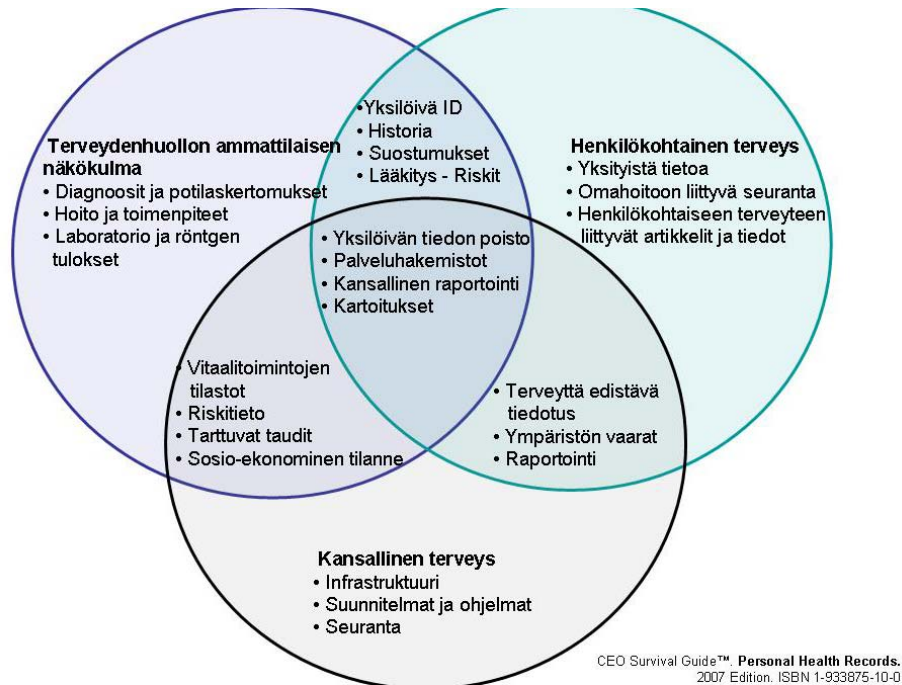 • Yksilöivä ID
• Historia
• Suostumukset
• Lääkitys - Riskit
Terveydenhuollon ammattilaisen
näkökulma
• Diagnoosit ja potilaskertomukset
• Hoito ja toimenpiteet
• Laboratorio ja röntgen
tulokset
Henkilökohtainen terveys
• Yksityistä tietoa
• Omahoitoon liittyvä seuranta
• Henkilökohtaiseen terveyteen
liittyvät artikkelit ja tiedot
• Yksilöivän tiedon poisto
• Palveluhakemistot
• Kansallinen raportointi
• Kartoitukset
• Vitaalitoimintojen
tilastot
• Riskitieto
• Tarttuvat taudit
• Sosio-ekonominen tilanne
• Terveyttä edistävä
tiedotus
• Ympäristön vaarat
• Raportointi
Kansallinen terveys
• Infrastruktuuri
• Suunnitelmat ja ohjelmat
• Seuranta
CEO Survival Guide™. Personal Health Records.
2007 Edition. ISBN 1-933875-10-0